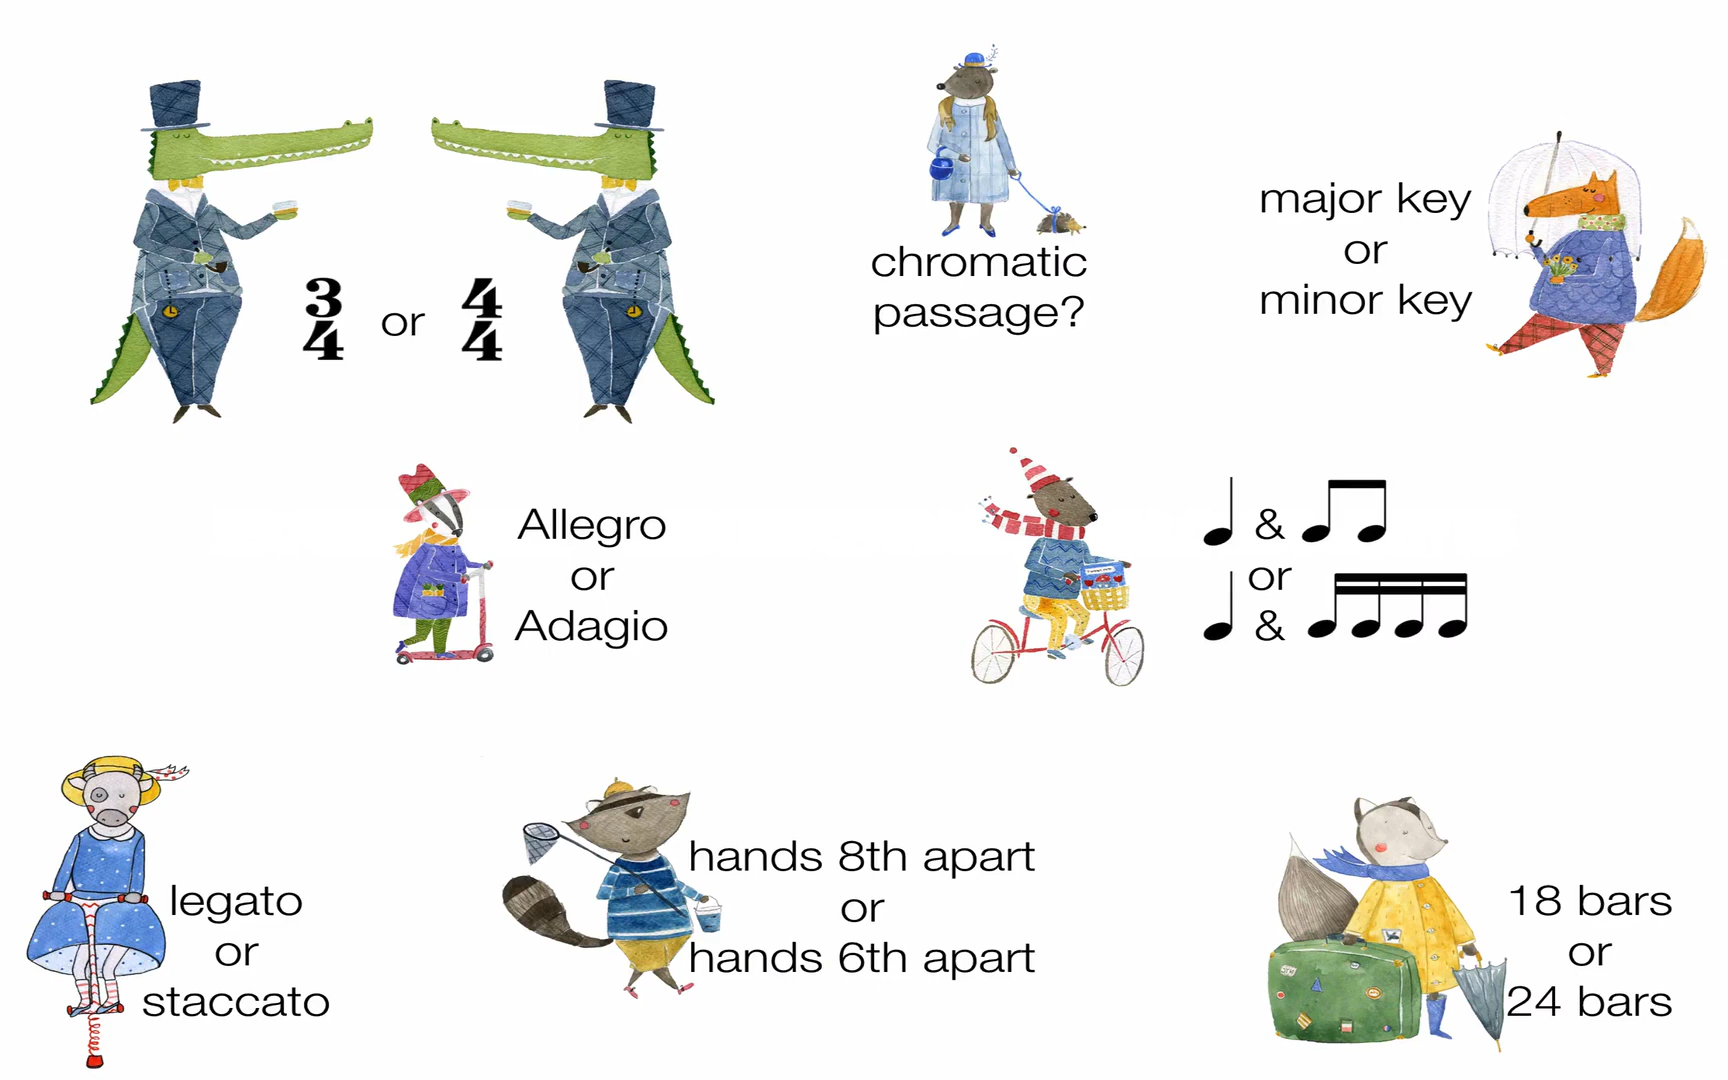 3
4
or
4
4
chromatic
passage?
major key
or
minor key
Allegro
or
Adagio
&
or
&
legato
or
staccato
hands 8th apart
or
hands 6th apart
18 bars
or
24 bars